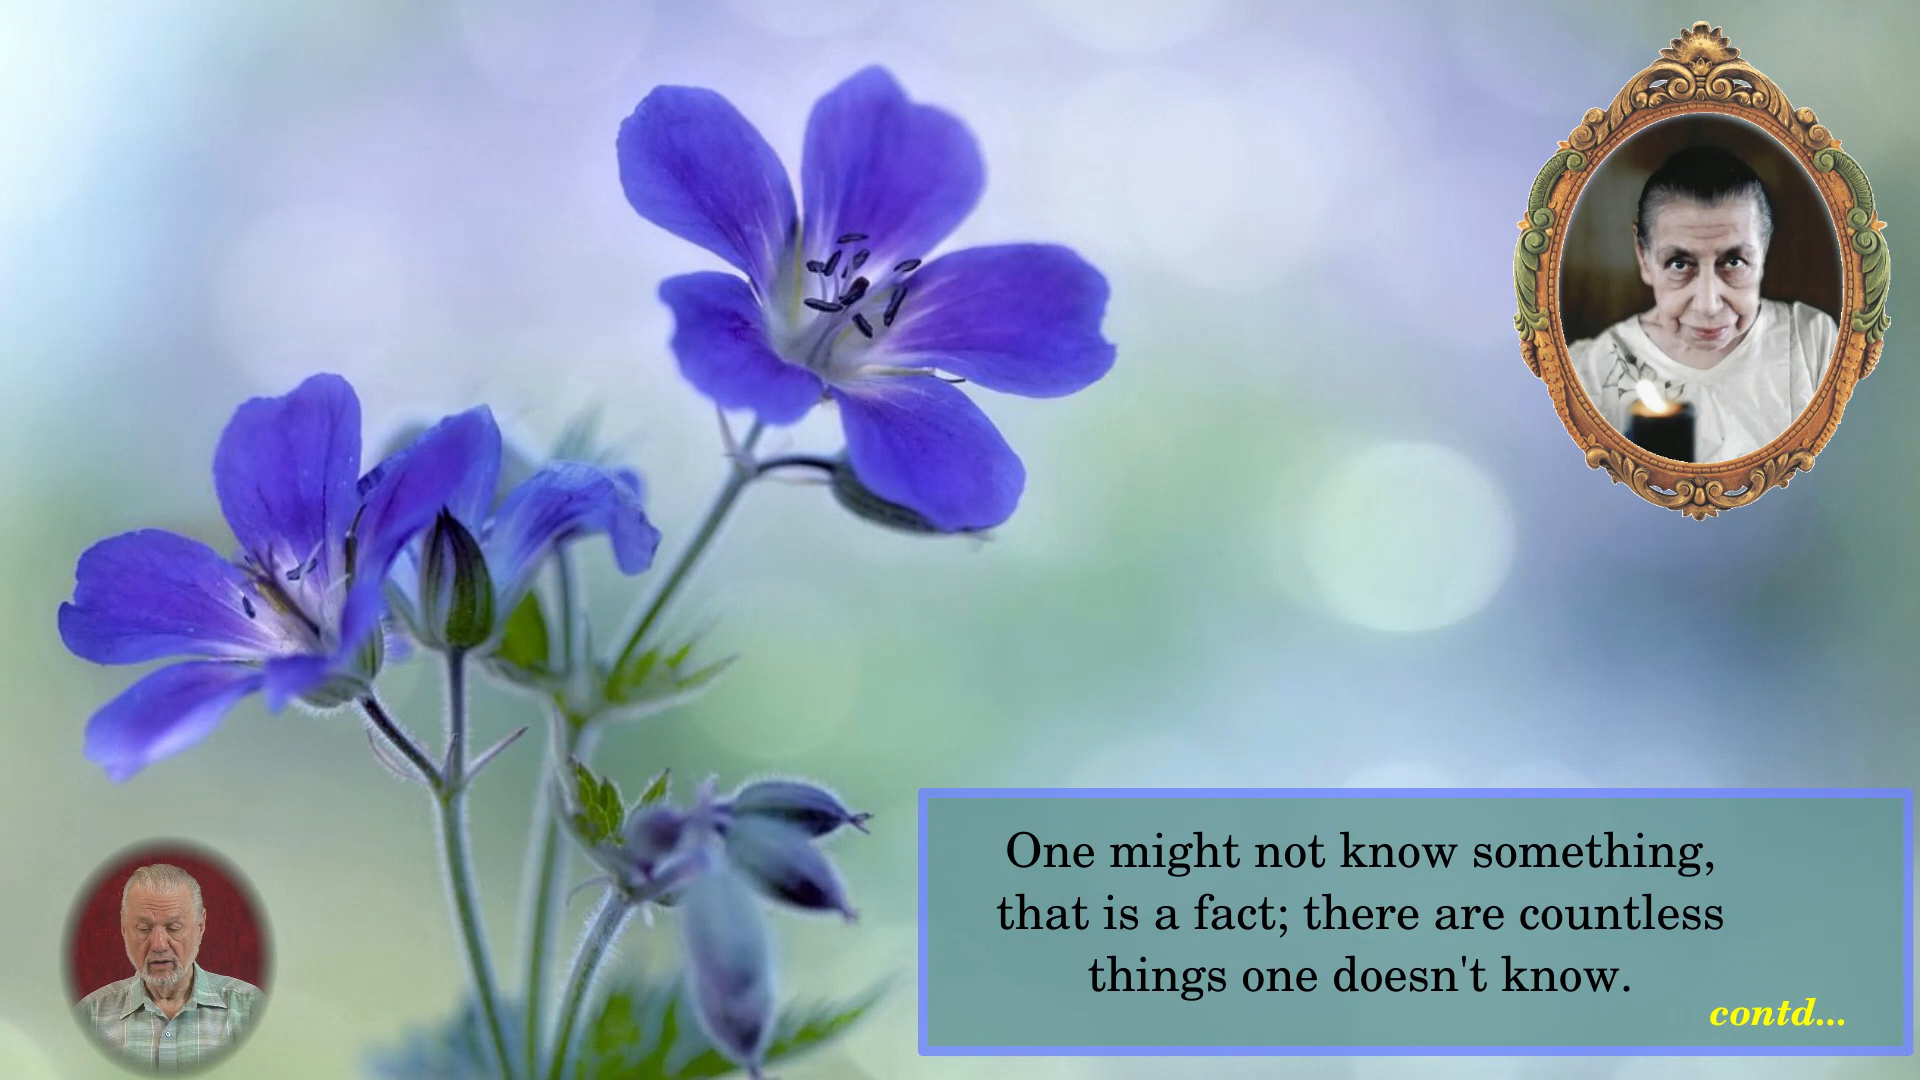 One might not know something,
that is a fact; there are countless
things one doesn't know.
contd...